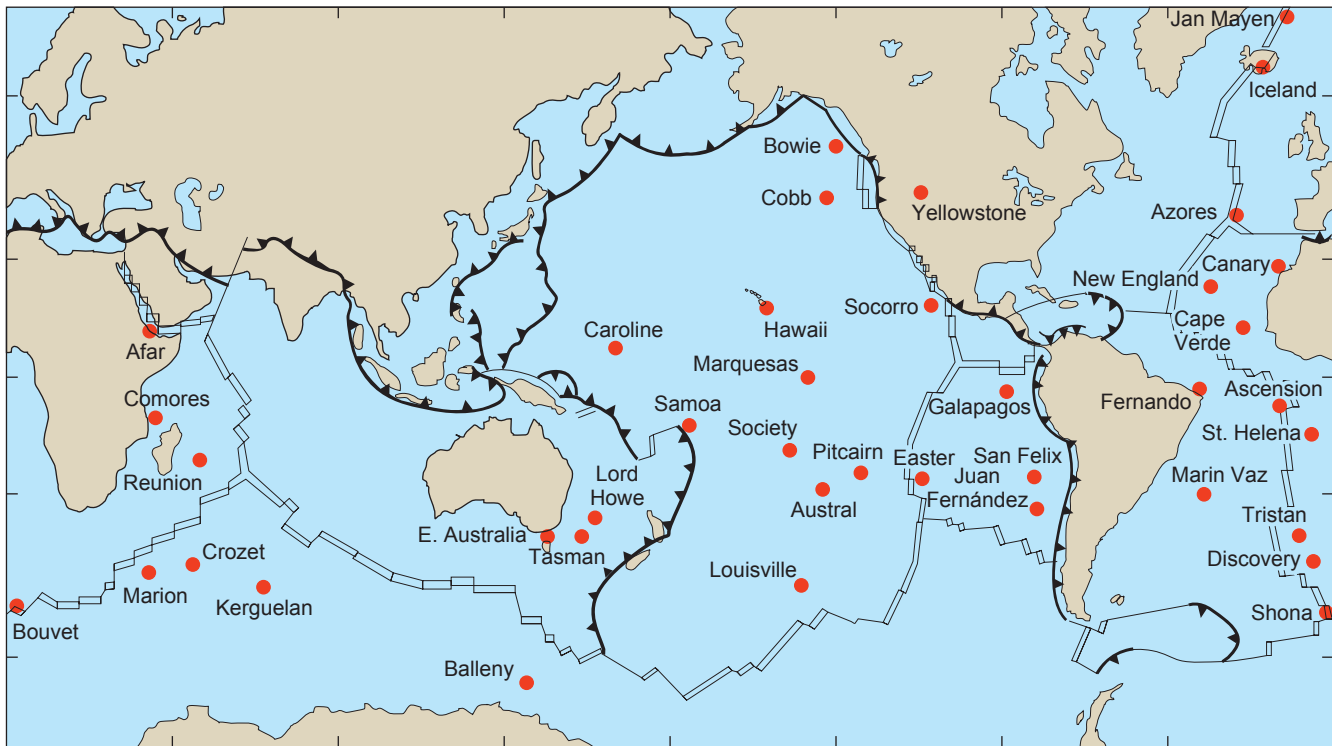 Jan Mayen
Iceland
Bowie
Cobb
Yellowstone
Azores
Canary
New England
Socorro
Hawaii
Cape
Verde
Afar
Caroline
Marquesas
Comores
Galapagos
Fernando
Ascension
Samoa
Society
St. Helena
Pitcairn
Easter
San Felix
Juan
Fernández
Reunion
Lord
Howe
Austral
Marin Vaz
E. Australia
Tasman
Tristan
Crozet
Discovery
Marion
Kerguelan
Louisville
Shona
Bouvet
Balleny